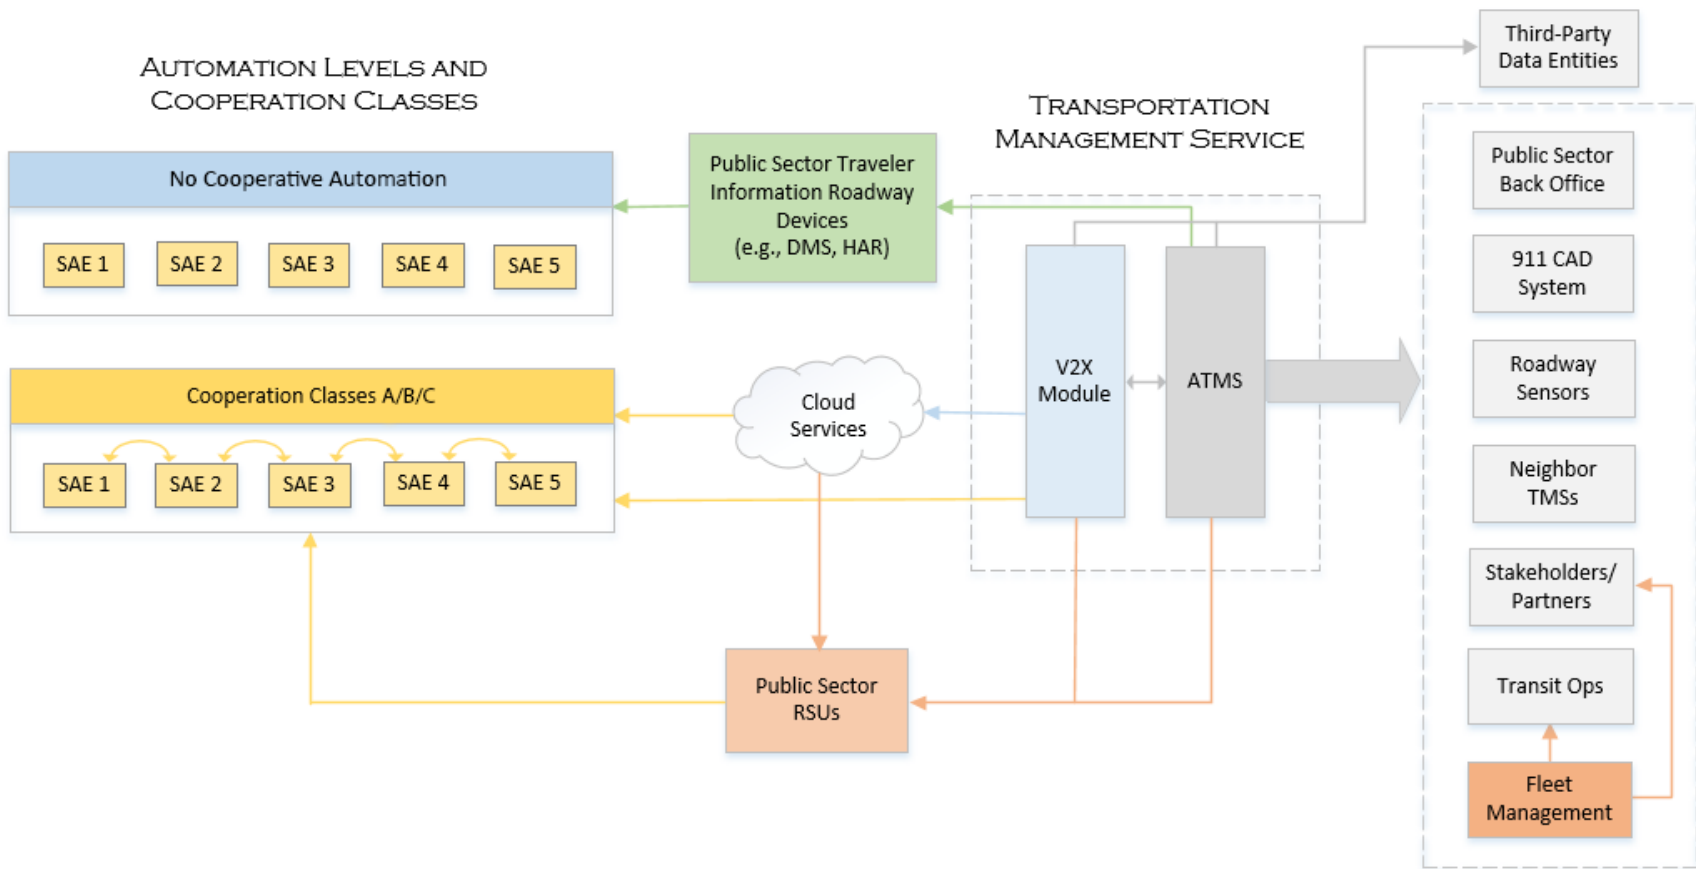 AUTOMATION LEVELS AND
COOPERATION CLASSES
No Cooperative Automation
SAE 1
SAE 2
SAE 3
SAE 4
SAE 5
Cooperation Classes A/B/C
SAE 1
SAE 2
SAE 3
SAE 4
SAE 5
Public Sector Traveler
Information Roadway
Devices
(e.g., DMS, HAR)
Cloud
Services
Public Sector
RSUs
TRANSPORTATION
MANAGEMENT SERVICE
V2X
Module
ATMS
Third-Party
Data Entities
Public Sector
Back Office
911 CAD
System
Roadway
Sensors
Neighbor
TMSs
Stakeholders/
Partners
Transit Ops
Fleet
Management